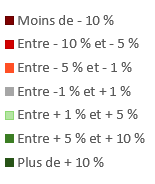 Moins de - 10 %
Entre - 10 % et - 5 %
Entre - 5 % et - 1 %
Entre -1 % et + 1 %
Entre + 1 % et + 5 %
Entre + 5 % et + 10 %
Plus de + 10 %